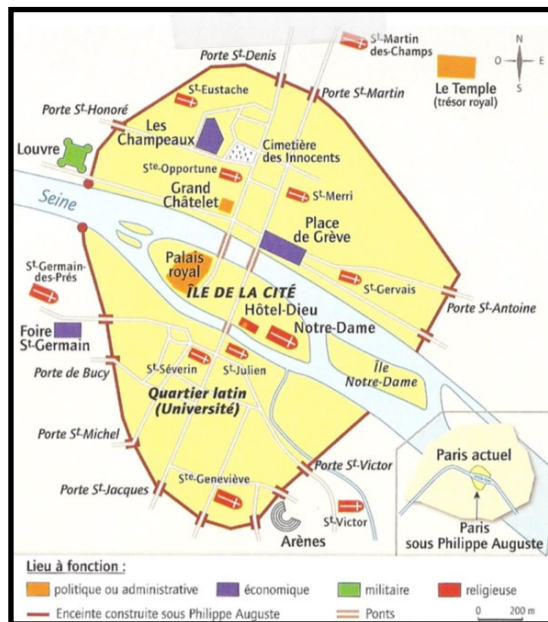 St-Martin
des-Champs
N
O
E
S
Porte St-Denis
Le Temple
(trésor royal)
St-Eustache
Porte St-Martin
Porte St-Honoré
Les
Champeaux
Louvre
Cimetière
des Innocents
Ste-Opportune
Grand
Châtelet
St-Merri
Seine
Place
de Grève
Palais
royal
St-Germain-
des-Prés
ÎLE DE LA CITÉ
St-Gervais
Hôtel-Dieu
Porte St-Antoine
Notre-Dame
Foire
St-Germain
St-Séverin
St-Julien
Île
Notre-Dame
Porte de Bucy
Quartier latin
(Université)
Porte St-Michel
Paris actuel
Porte St-Jacques
Ste-Geneviève
Porte St-Victor
St-Victor
Arènes
Paris
sous Philippe Auguste
Lieu à fonction :
politique ou administrative
économique
militaire
religieuse
Enceinte construite sous Philippe Auguste
Ponts
0 200 m